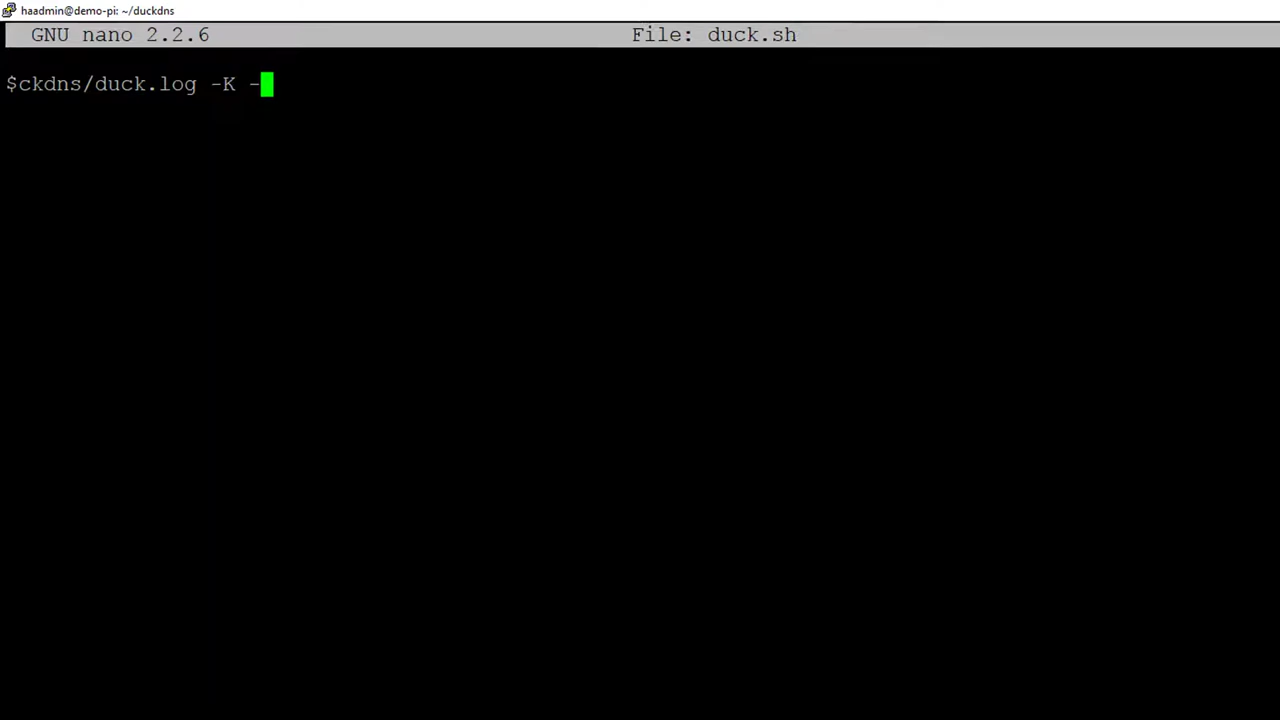 haadmin@demo-pi: ~/duckdns
GNU nano 2.2.6 File: duck.sh
$ckdns/duck.log -K -